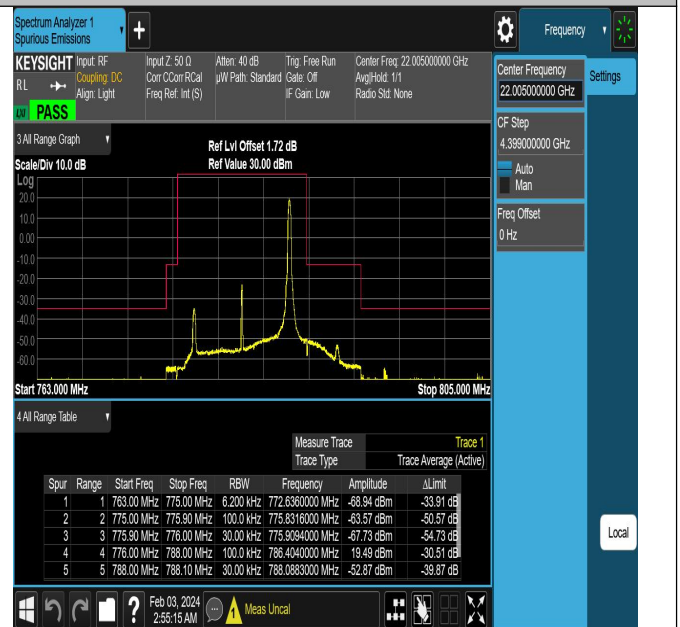 Spectrum Analyzer 1
Spurious Emissions
Frequency
KEYSIGHT
RL
Input: RF
Coupling: DC
Align: Light
Input Z: 50 Ω
Corr CCorr RCal
Freq Ref: Int (S)
Atten: 40 dB
µW Path: Standard
Trig: Free Run
Gate: Off
IF Gain: Low
Center Freq: 22.005000000 GHz
Avg|Hold: 1/1
Radio Std: None
LXI PASS
Center Frequency
22.005000000 GHz
Settings
CF Step
4.399000000 GHz
Auto
Man
Freq Offset
0 Hz
3 All Range Graph
Ref Lvl Offset 1.72 dB
Scale/Div 10.0 dB
Ref Value 30.00 dBm
Log
20.0
10.0
0.00
-10.0
-20.0
-30.0
-40.0
-50.0
-60.0
Start 763.000 MHz
Stop 805.000 MHz
4 All Range Table
Measure Trace Trace 1
Trace Type Trace Average (Active)
Spur Range Start Freq Stop Freq RBW Frequency Amplitude ΔLimit
1 1 763.00 MHz 775.00 MHz 6.200 kHz 772.6360000 MHz -68.94 dBm -33.91 dB
2 2 775.00 MHz 775.90 MHz 100.0 kHz 775.8316000 MHz -63.57 dBm -50.57 dB
3 3 775.90 MHz 776.00 MHz 30.00 kHz 775.9094000 MHz -67.73 dBm -54.73 dB
4 4 776.00 MHz 788.00 MHz 100.0 kHz 786.4040000 MHz 19.49 dBm -30.51 dB
5 5 788.00 MHz 788.10 MHz 30.00 kHz 788.0883000 MHz -52.87 dBm -39.87 dB
Local
Feb 03, 2024
2:55:15 AM
Meas Uncal